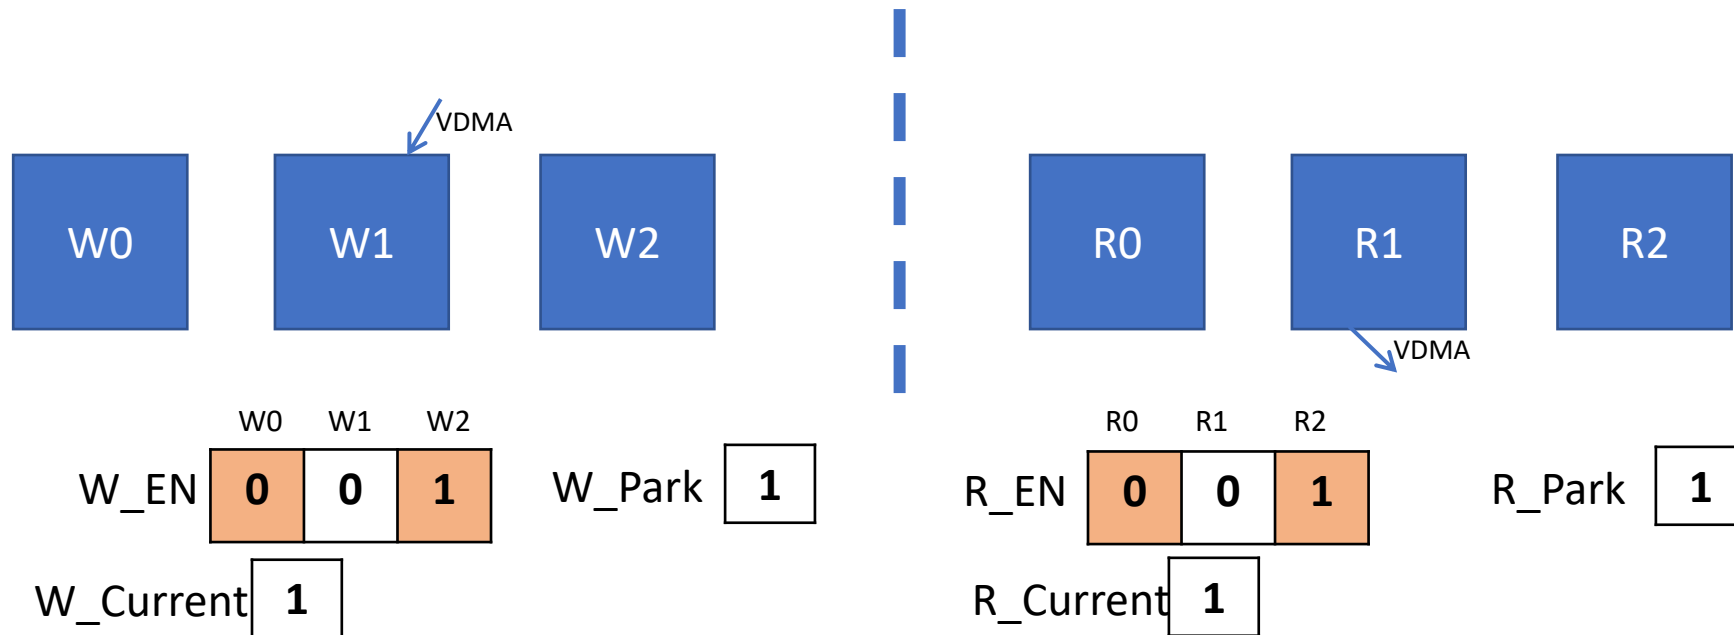 VDMA
W0 W1 W2
R0 R1 R2
VDMA
W0 W1 W2
W_EN 0 0 1
W_Park 1
W_Current 1
R0 R1 R2
R_EN 0 0 1
R_Park 1
R_Current 1